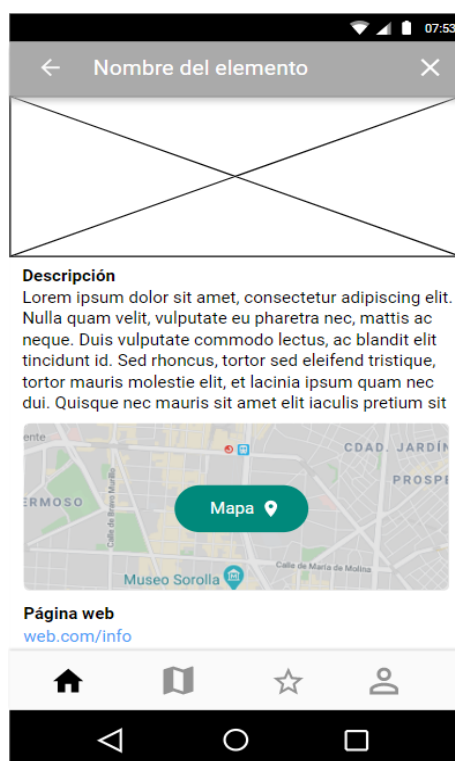 07:53
Nombre del elemento
Descripción
Lorem ipsum dolor sit amet, consectetur adipiscing elit.
Nulla quam velit, vulputate eu pharetra nec, mattis ac
neque. Duis vulputate commodo lectus, ac blandit elit
tincidunt id. Sed rhoncus, tortor sed eleifend tristique,
tortor mauris molestie elit, et lacinia ipsum quam nec
dui. Quisque nec mauris sit amet elit iaculis pretium sit
ente
CDAD. JARDÍN
PROSPE
ERMOSO
Calle de Bravo Murillo
Mapa
Calle de María de Molina
Museo Sorolla
Página web
web.com/info